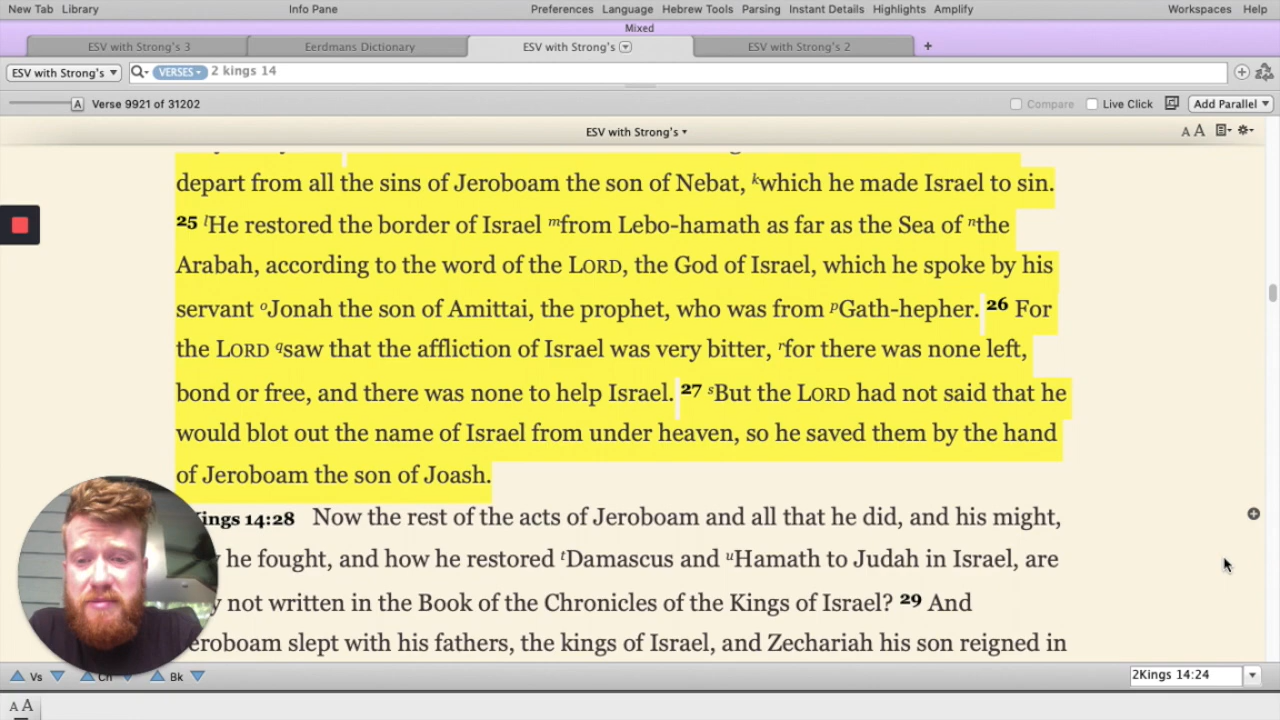 New Tab Library Info Pane Preferences Language Hebrew Tools Parsing Instant Details Highlights Amplify Workspaces Help
Mixed
ESV with Strong's 3 Eerdmans Dictionary ESV with Strong's ESV with Strong's 2 +
ESV with Strong's VERSES 2 kings 14
A Verse 9921 of 31202 Compare Live Click Add Parallel
ESV with Strong's A A
depart from all the sins of Jeroboam the son of Nebat, kwhich he made Israel to sin.
25 lHe restored the border of Israel mfrom Lebo-hamath as far as the Sea of nthe
Arabah, according to the word of the LORD, the God of Israel, which he spoke by his
servant oJonah the son of Amittai, the prophet, who was from pGath-hepher. 26 For
the LORD qsaw that the affliction of Israel was very bitter, rfor there was none left,
bond or free, and there was none to help Israel. 27 sBut the LORD had not said that he
would blot out the name of Israel from under heaven, so he saved them by the hand
of Jeroboam the son of Joash.
Kings 14:28 Now the rest of the acts of Jeroboam and all that he did, and his might,
he fought, and how he restored tDamascus and uHamath to Judah in Israel, are
not written in the Book of the Chronicles of the Kings of Israel? 29 And
eroboam slept with his fathers, the kings of Israel, and Zechariah his son reigned in
Vs Ch Bk 2Kings 14:24
A A